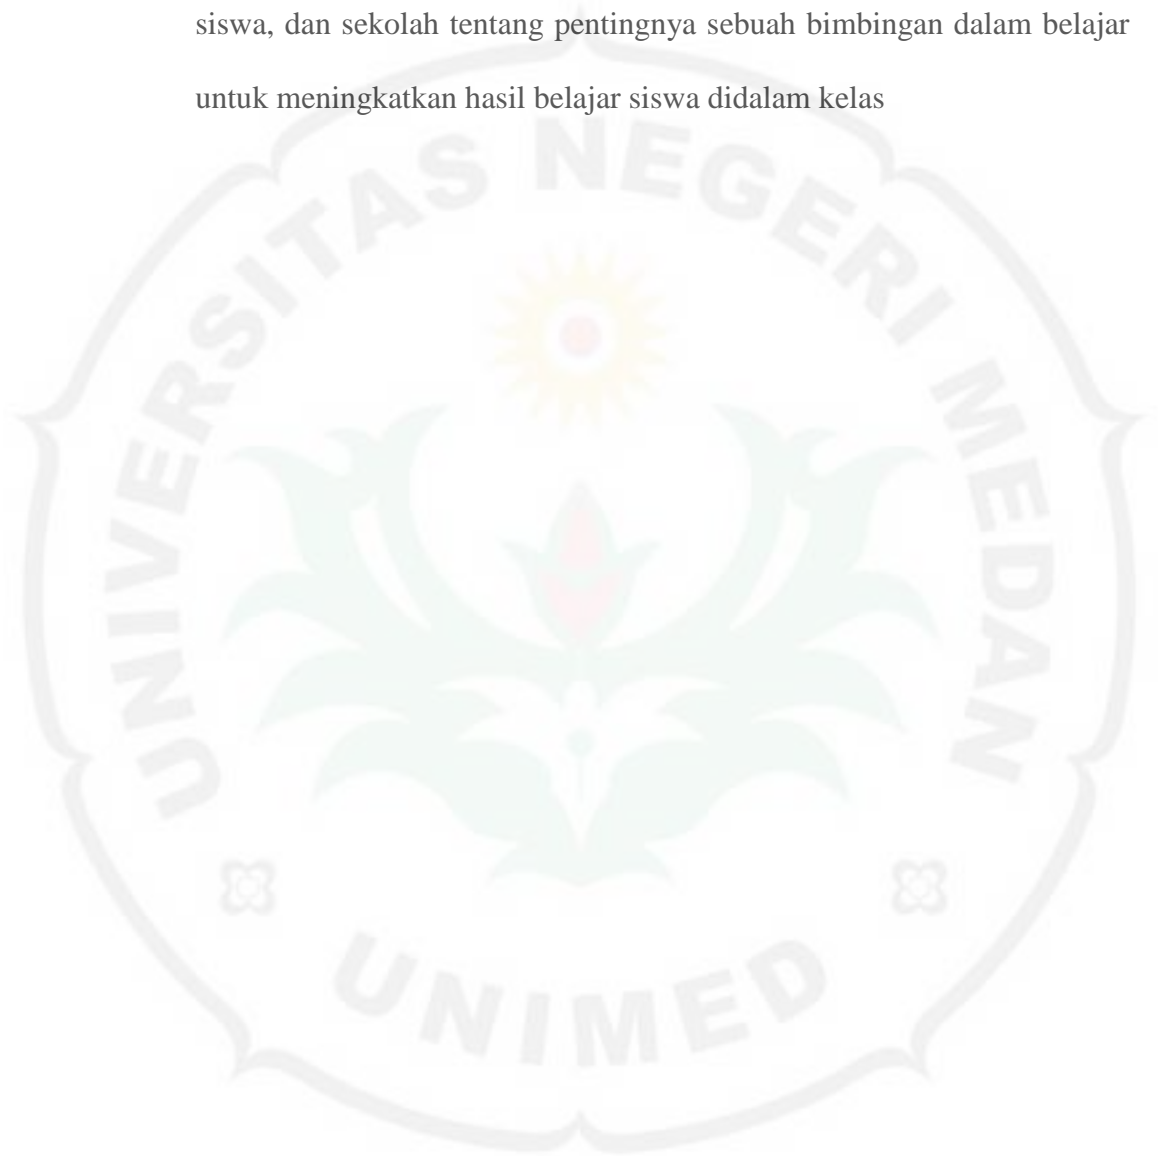 siswa, dan sekolah tentang pentingnya sebuah bimbingan dalam belajar
untuk meningkatkan hasil belajar siswa didalam kelas
UNIVERSITAS NEGERI MEDAN
UNIMED